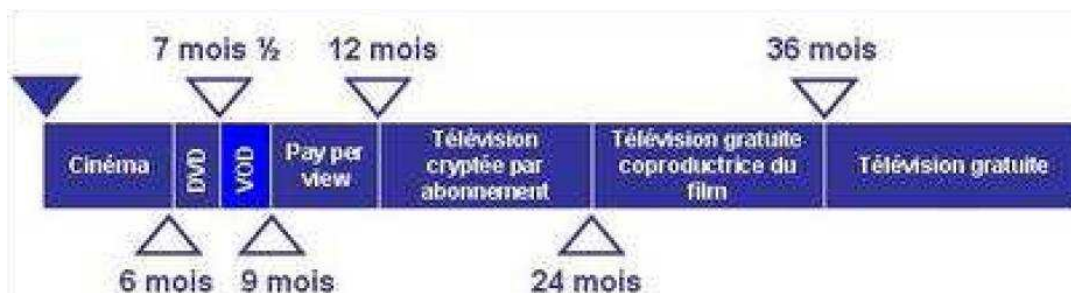 7 mois ½ 12 mois 36 mois
Cinéma
DVD
VOD
Pay per
view
Télévision
cryptée par
abonnement
Télévision gratuite
coproductrice du
film
Télévision gratuite
6 mois 9 mois 24 mois